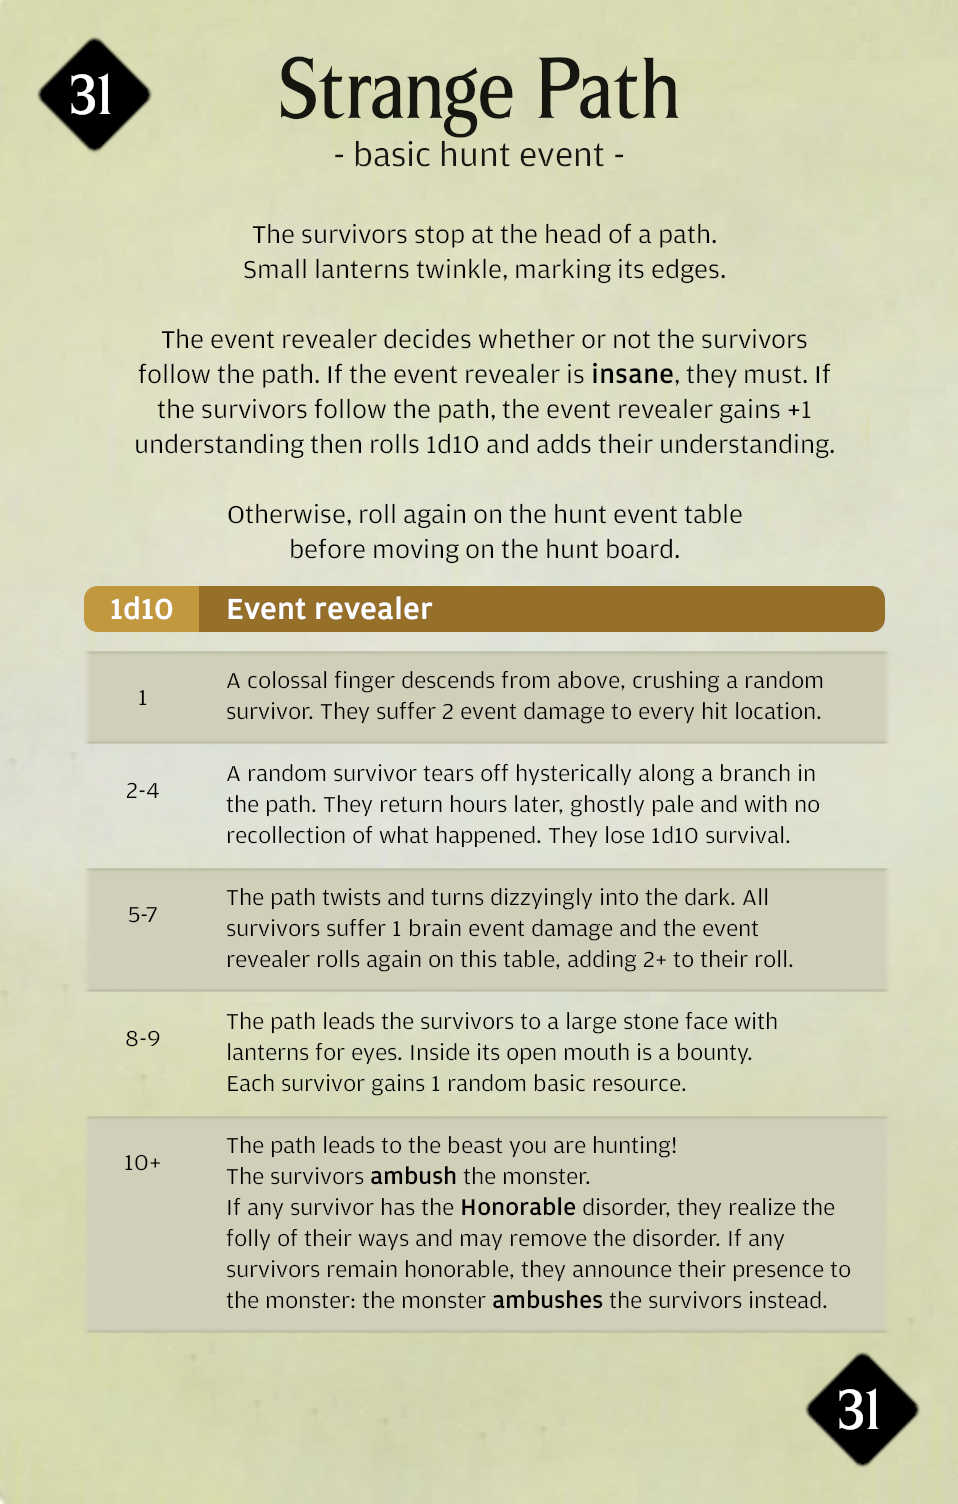 31
Strange Path
- basic hunt event -
The survivors stop at the head of a path.
Small lanterns twinkle, marking its edges.
The event revealer decides whether or not the survivors
follow the path. If the event revealer is insane, they must. If
the survivors follow the path, the event revealer gains +1
understanding then rolls 1d10 and adds their understanding.
Otherwise, roll again on the hunt event table
before moving on the hunt board.
1d10 Event revealer
1
A colossal finger descends from above, crushing a random
survivor. They suffer 2 event damage to every hit location.
2-4
A random survivor tears off hysterically along a branch in
the path. They return hours later, ghostly pale and with no
recollection of what happened. They lose 1d10 survival.
5-7
The path twists and turns dizzyingly into the dark. All
survivors suffer 1 brain event damage and the event
revealer rolls again on this table, adding 2+ to their roll.
8-9
The path leads the survivors to a large stone face with
lanterns for eyes. Inside its open mouth is a bounty.
Each survivor gains 1 random basic resource.
10+
The path leads to the beast you are hunting!
The survivors ambush the monster.
If any survivor has the Honorable disorder, they realize the
folly of their ways and may remove the disorder. If any
survivors remain honorable, they announce their presence to
the monster: the monster ambushes the survivors instead.
31